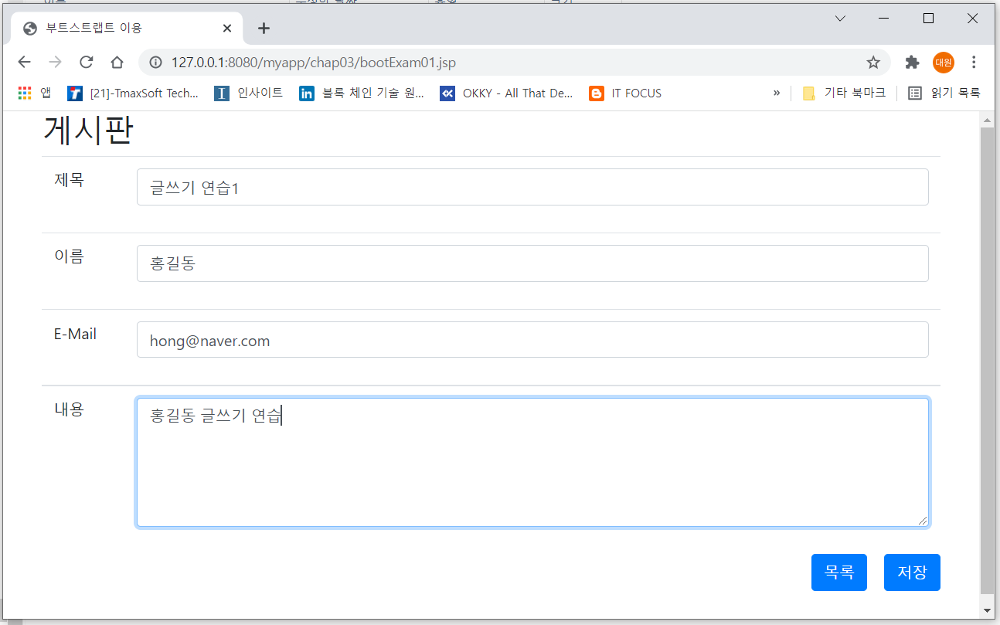 부트스트랩트 이용
127.0.0.1:8080/myapp/chap03/bootExam01.jsp
대원
앱 [21]-TmaxSoft Tech... 인사이트 블록 체인 기술 원... OKKY - All That De... IT FOCUS » 기타 북마크 읽기 목록
게시판
제목 글쓰기 연습1
이름 홍길동
E-Mail hong@naver.com
내용 홍길동 글쓰기 연습
목록 저장